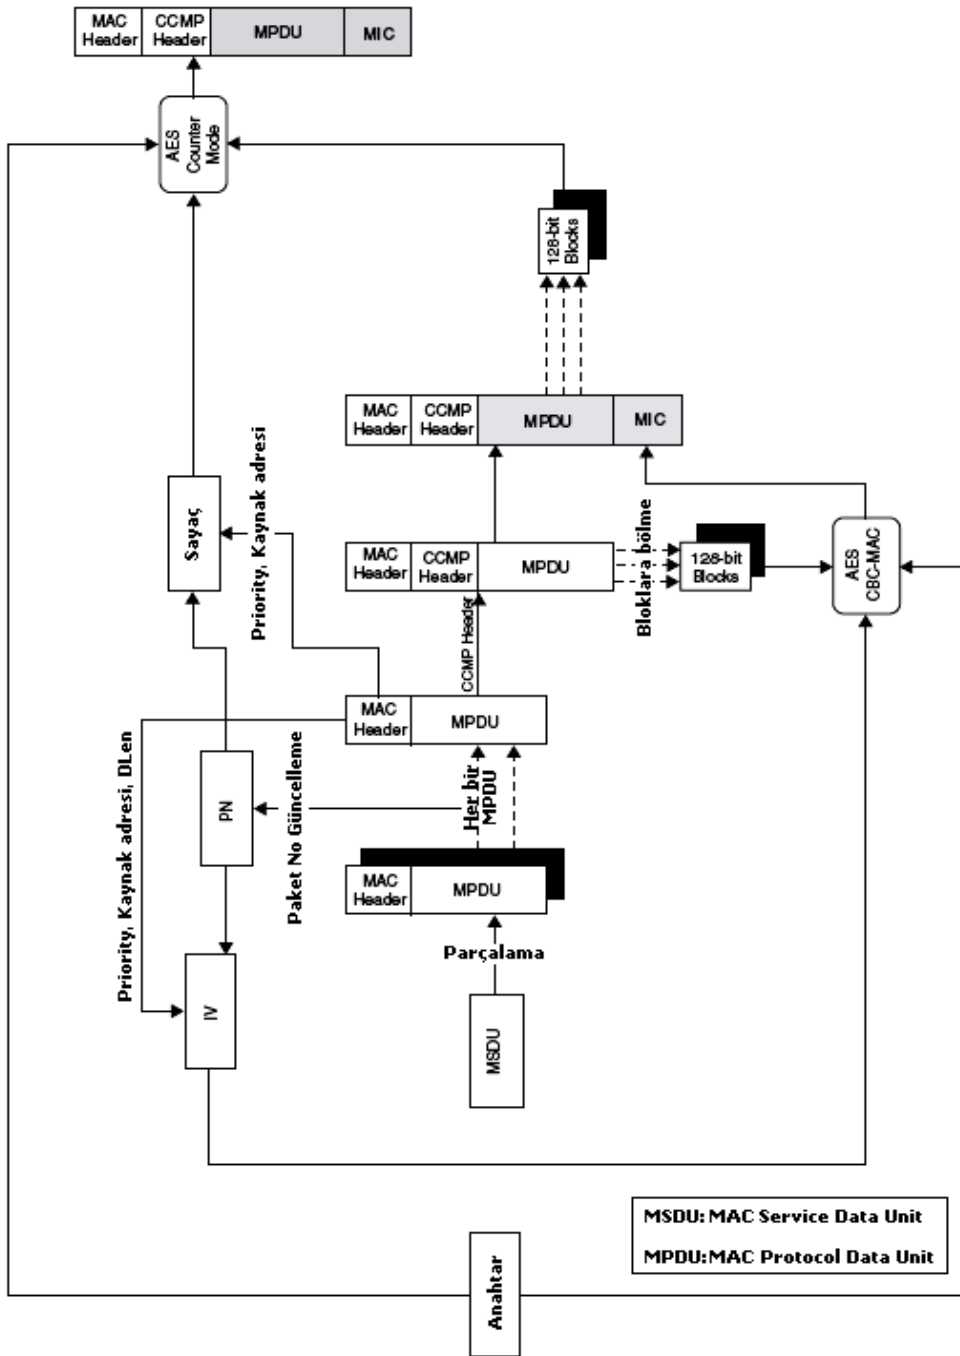 MAC
Header
CCMP
Header
MPDU
MIC
AES
Counter
Mode
128-bit
Blocks
MAC
Header
CCMP
Header
MPDU
MIC
Sayaç
Priority, Kaynak adresi
MAC
Header
CCMP
Header
MPDU
Bloklara bölme
128-bit
Blocks
AES
CBC-MAC
CCMP Header
MAC
Header
MPDU
Priority, Kaynak adresi, DLen
PN
Paket No Güncelleme
Her bir
MPDU
MAC
Header
MPDU
Parçalama
IV
MSDU
MSDU: MAC Service Data Unit
MPDU:MAC Protocol Data Unit
Anahtar